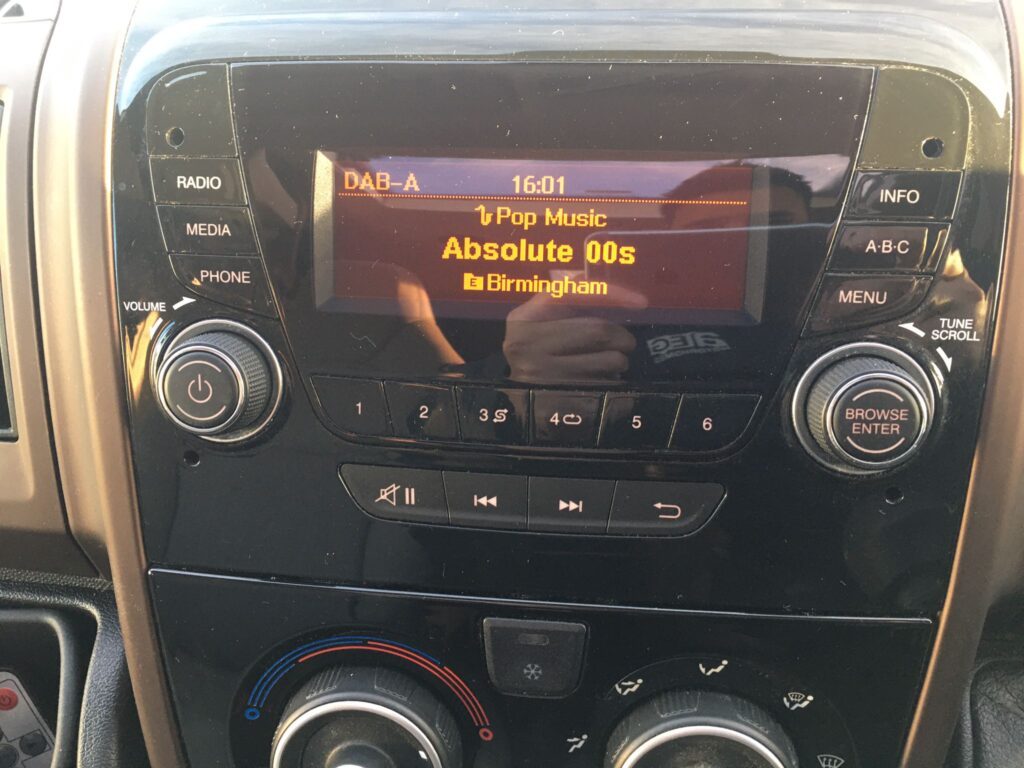 DAB-A 16:01
Pop Music
Absolute 00s
E Birmingham
RADIO
MEDIA
PHONE
VOLUME
INFO
A·B·C
MENU
TUNE
SCROLL
BROWSE
ENTER
1 2 3 4 5 6